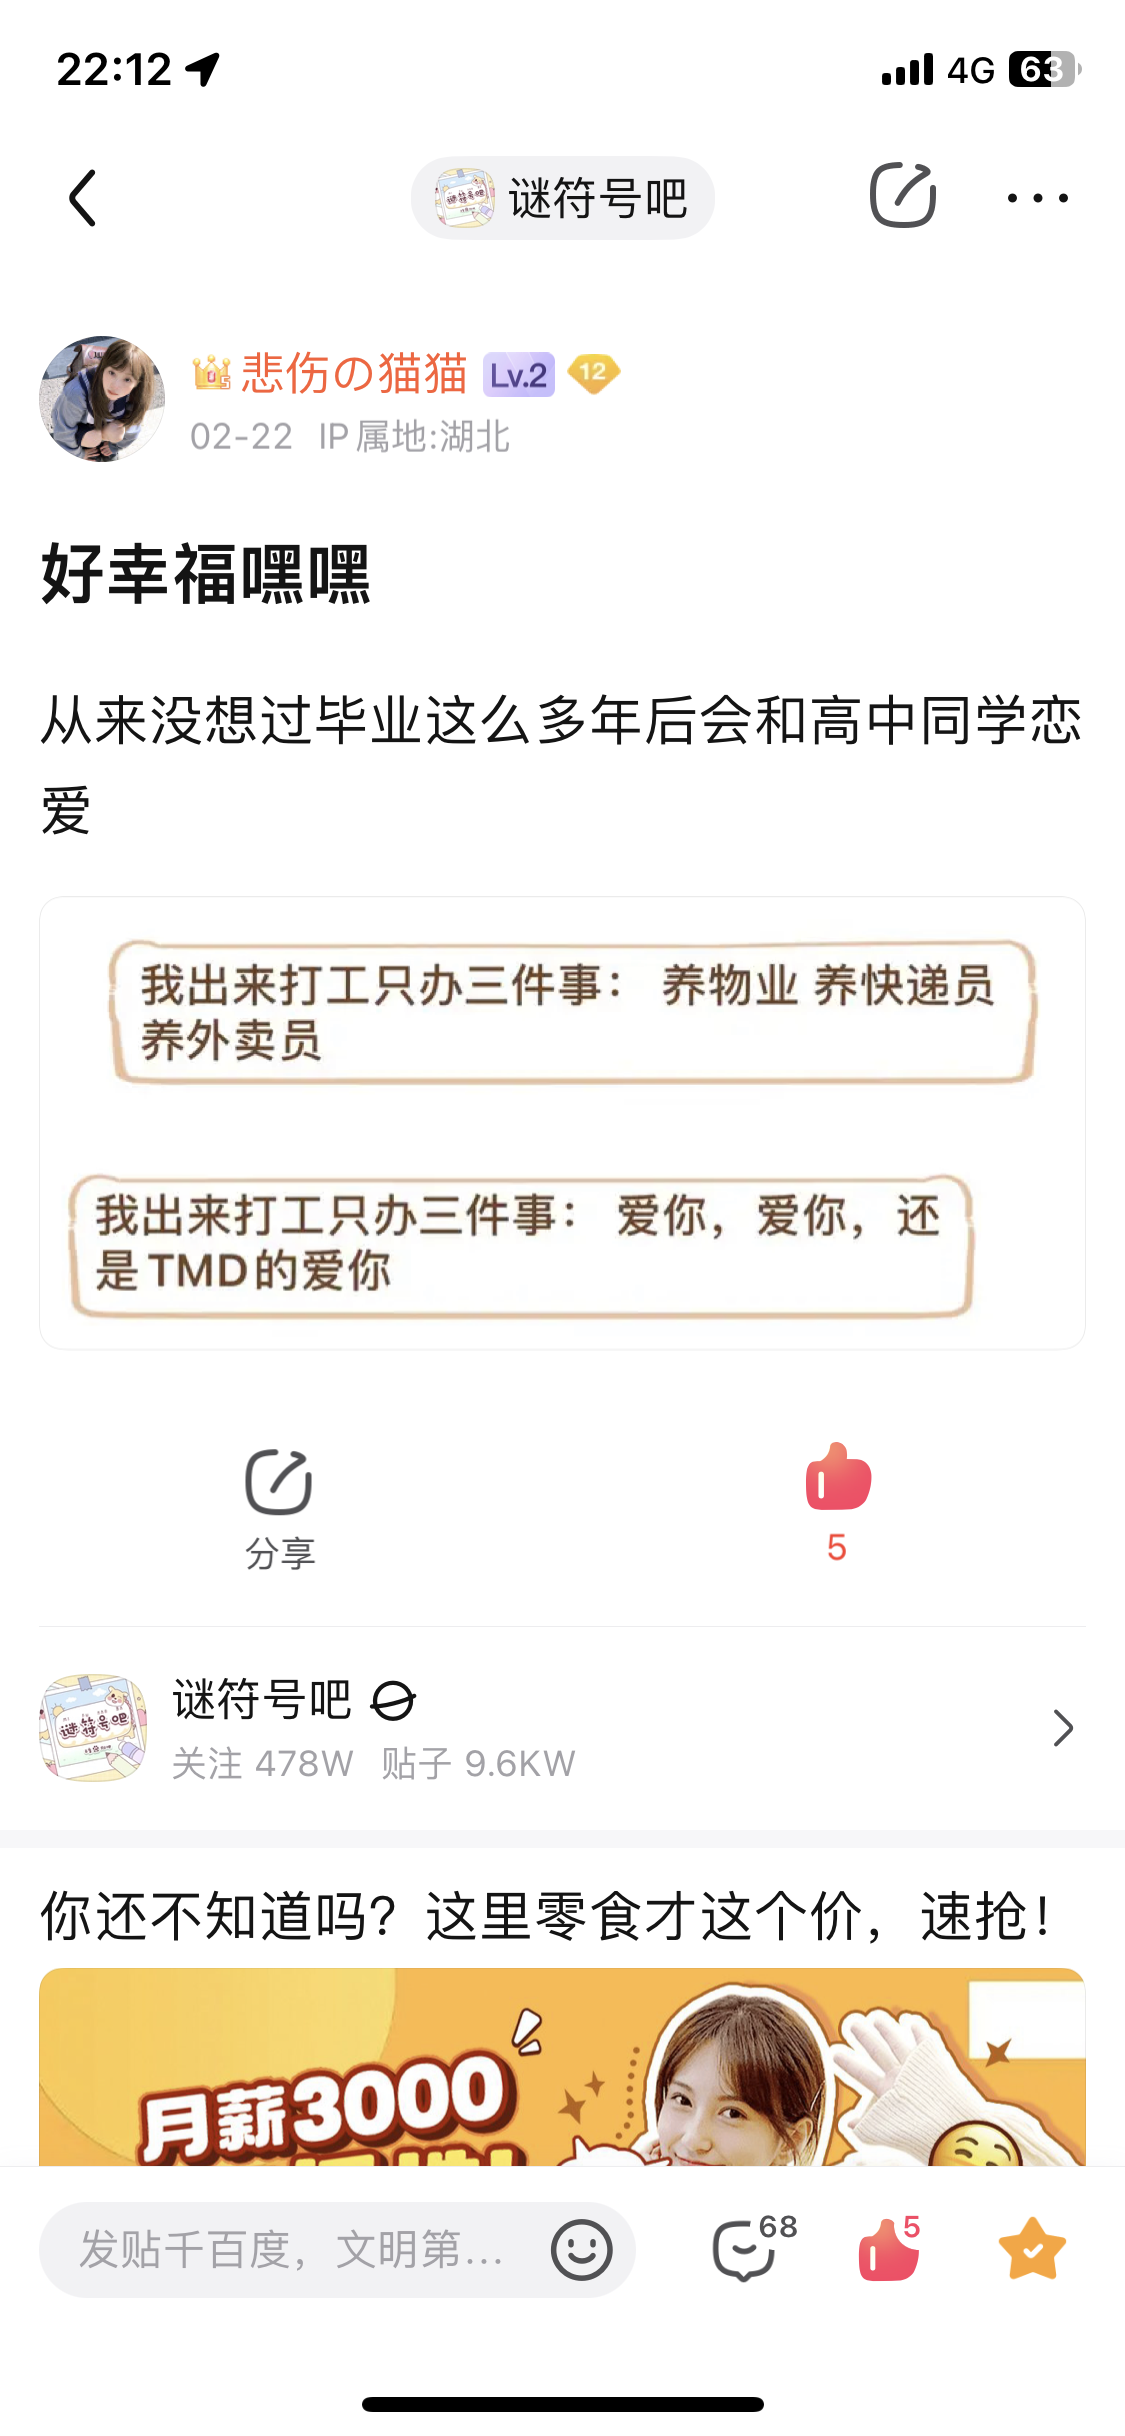 22:12
4G 63
谜符号吧
悲伤の猫猫 Lv.2 12
02-22 IP属地:湖北
好幸福嘿嘿
从来没想过毕业这么多年后会和高中同学恋
爱
我出来打工只办三件事： 养物业 养快递员
养外卖员
我出来打工只办三件事： 爱你，爱你，还
是TMD的爱你
分享
5
谜符号吧
关注 478W 贴子 9.6KW
你还不知道吗？这里零食才这个价，速抢！
月薪3000
发贴千百度，文明第...
68
5